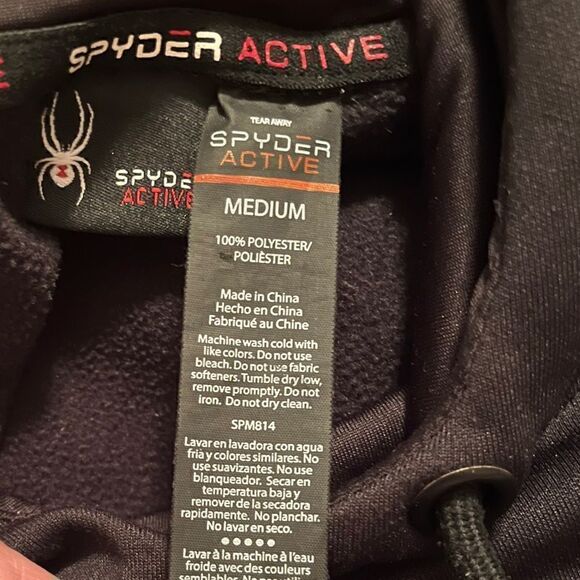 SPYDER ACTIVE
TEAR AWAY
SPYDER
ACTIVE
SPYDE
ACTIVE
MEDIUM
100% POLYESTER/
POLIÈSTER
Made in China
Hecho en China
Fabriqué au Chine
Machine wash cold with
like colors. Do not use
bleach. Do not use fabric
softeners. Tumble dry low,
remove promptly. Do not
iron. Do not dry clean.
SPM814
Lavar en lavadora con agua
fria y colores similares. No
use suavizantes. No use
blanqueador. Secar en
temperatura baja y
remover de la secadora
rapidamente. No planchar.
No lavar en seco.
Lavar à la machine à l'eau
froide avec des couleurs
semblables.